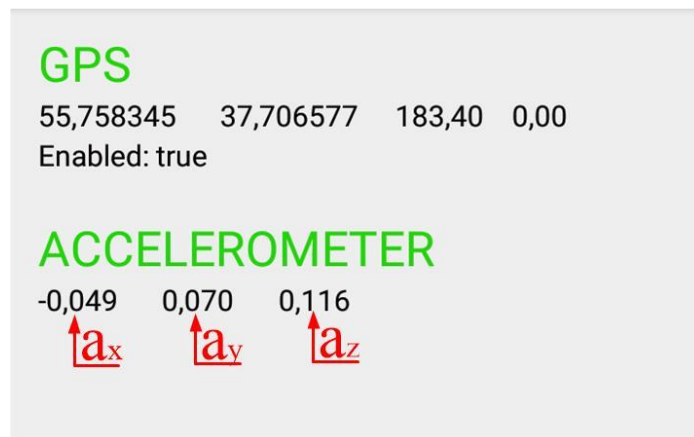 GPS
55,758345 37,706577 183,40 0,00
Enabled: true
ACCELEROMETER
-0,049 0,070 0,116
ax ay az